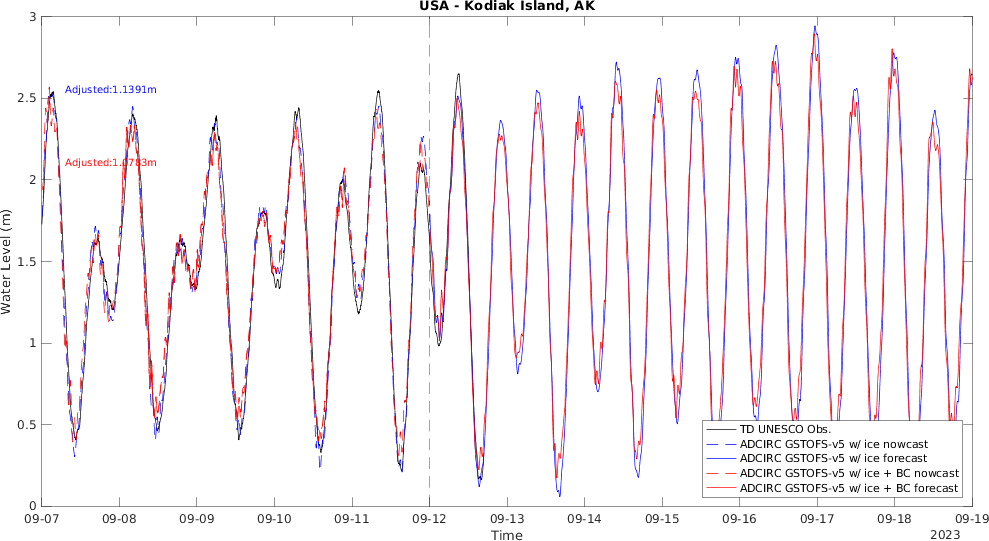 USA - Kodiak Island, AK
3
2.5
2
1.5
1
0.5
0
Water Level (m)
Adjusted:1.1391m
Adjusted:1.0783m
TD UNESCO Obs.
ADCIRC GSTOFS-v5 w/ ice nowcast
ADCIRC GSTOFS-v5 w/ ice forecast
ADCIRC GSTOFS-v5 w/ ice + BC nowcast
ADCIRC GSTOFS-v5 w/ ice + BC forecast
09-07 09-08 09-09 09-10 09-11 09-12 09-13 09-14 09-15 09-16 09-17 09-18 09-19
Time
2023